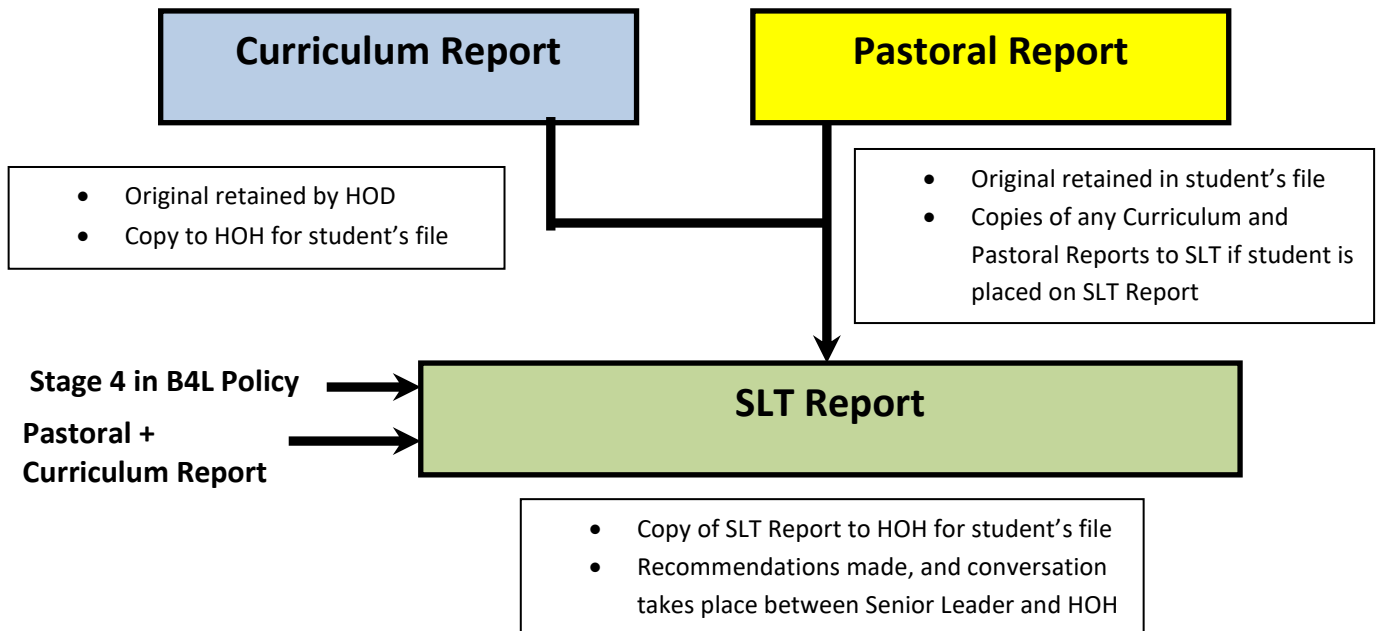 Curriculum Report
Pastoral Report
• Original retained by HOD
• Copy to HOH for student’s file
• Original retained in student’s file
• Copies of any Curriculum and
Pastoral Reports to SLT if student is
placed on SLT Report
Stage 4 in B4L Policy
Pastoral +
Curriculum Report
SLT Report
• Copy of SLT Report to HOH for student’s file
• Recommendations made, and conversation
takes place between Senior Leader and HOH